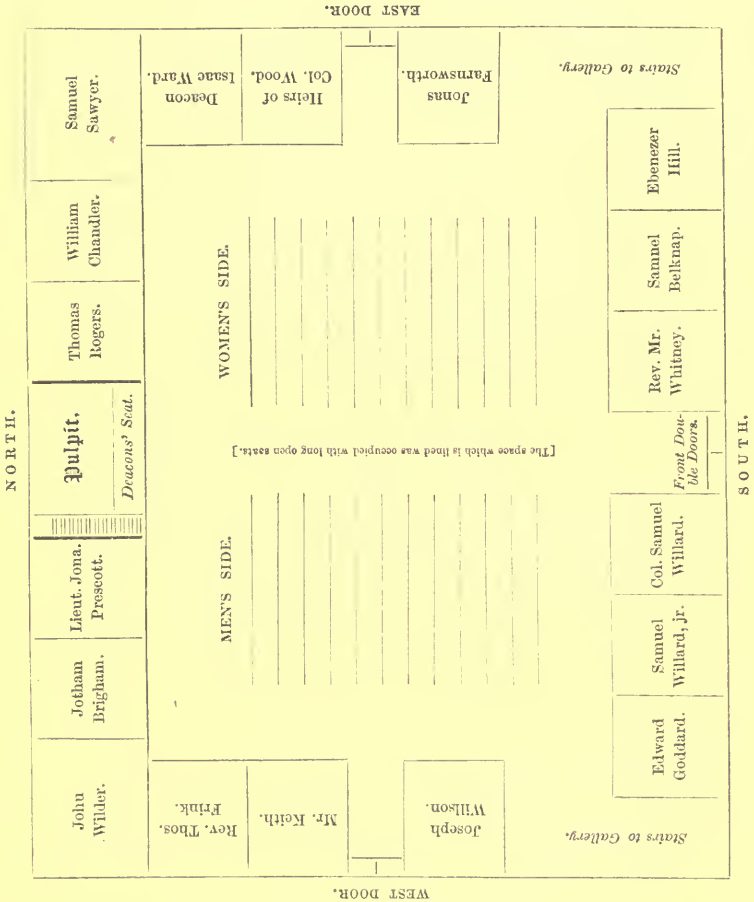 EAST DOOR.
NORTH.
Samuel
Sawyer.
William
Chandler.
Thomas
Rogers.
Pulpit.
Deacons' Seat.
Lieut. Jona.
Prescott.
Jotham
Brigham.
John
Wilder.
Deacon
Isaac Ward.
Heirs of
Col. Wood.
Jonas
Farnsworth.
Stairs to Gallery.
WOMEN'S SIDE.
[The space which is lined was occupied with long open seats.]
MEN'S SIDE.
Rev. Thos.
Frink.
Mr. Keith.
Joseph
Willson.
Stairs to Gallery.
Ebenezer
Hill.
Samuel
Belknap.
Rev. Mr.
Whitney.
Front Dou-
ble Doors.
Col. Samuel
Willard.
Samuel
Willard, jr.
Edward
Goddard.
SOUTH.
WEST DOOR.